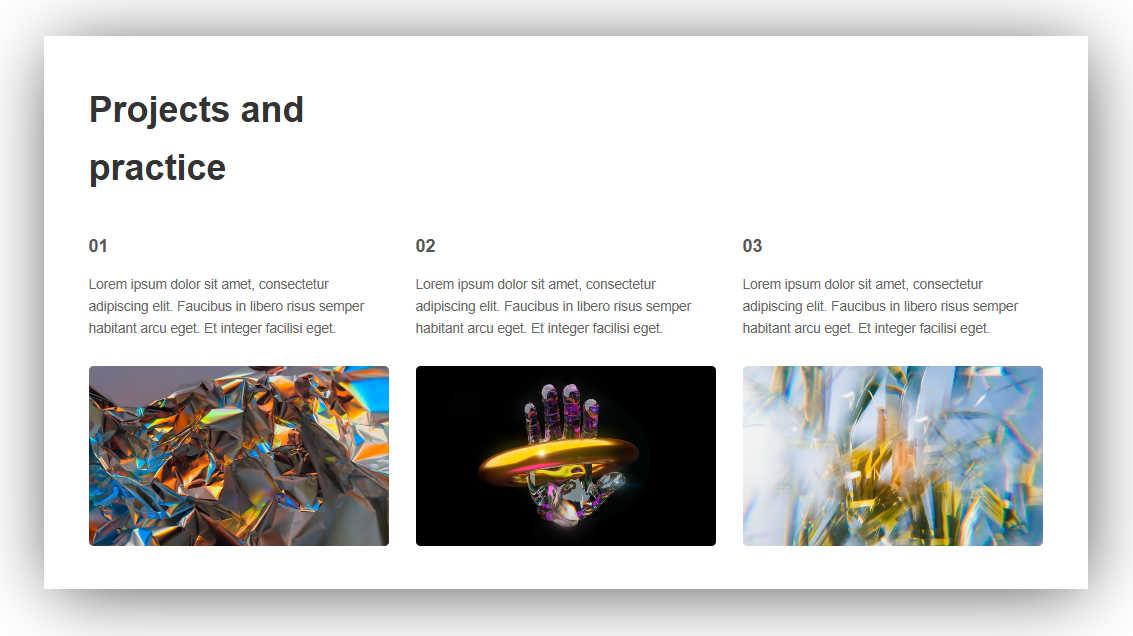 Projects and
practice
01
Lorem ipsum dolor sit amet, consectetur
adipiscing elit. Faucibus in libero risus semper
habitant arcu eget. Et integer facilisi eget.
02
Lorem ipsum dolor sit amet, consectetur
adipiscing elit. Faucibus in libero risus semper
habitant arcu eget. Et integer facilisi eget.
03
Lorem ipsum dolor sit amet, consectetur
adipiscing elit. Faucibus in libero risus semper
habitant arcu eget. Et integer facilisi eget.